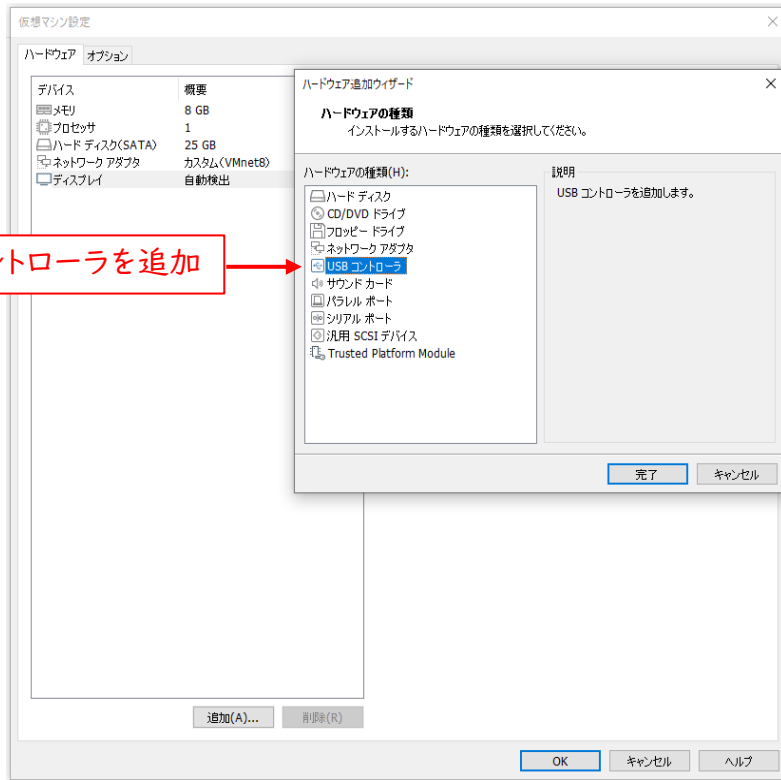 仮想マシン設定
ハードウェア オプション
デバイス 概要
メモリ 8 GB
プロセッサ 1
ハード ディスク(SATA) 25 GB
ネットワーク アダプタ カスタム(VMnet8)
ディスプレイ 自動検出
ントローラを追加
ハードウェア追加ウィザード
ハードウェアの種類
インストールするハードウェアの種類を選択してください。
ハードウェアの種類(H):
ハード ディスク
CD/DVD ドライブ
フロッピー ドライブ
ネットワーク アダプタ
USB コントローラ
サウンド カード
パラレル ポート
シリアル ポート
汎用 SCSI デバイス
Trusted Platform Module
説明
USB コントローラを追加します。
完了 キャンセル
追加(A)... 削除(R)
OK キャンセル ヘルプ